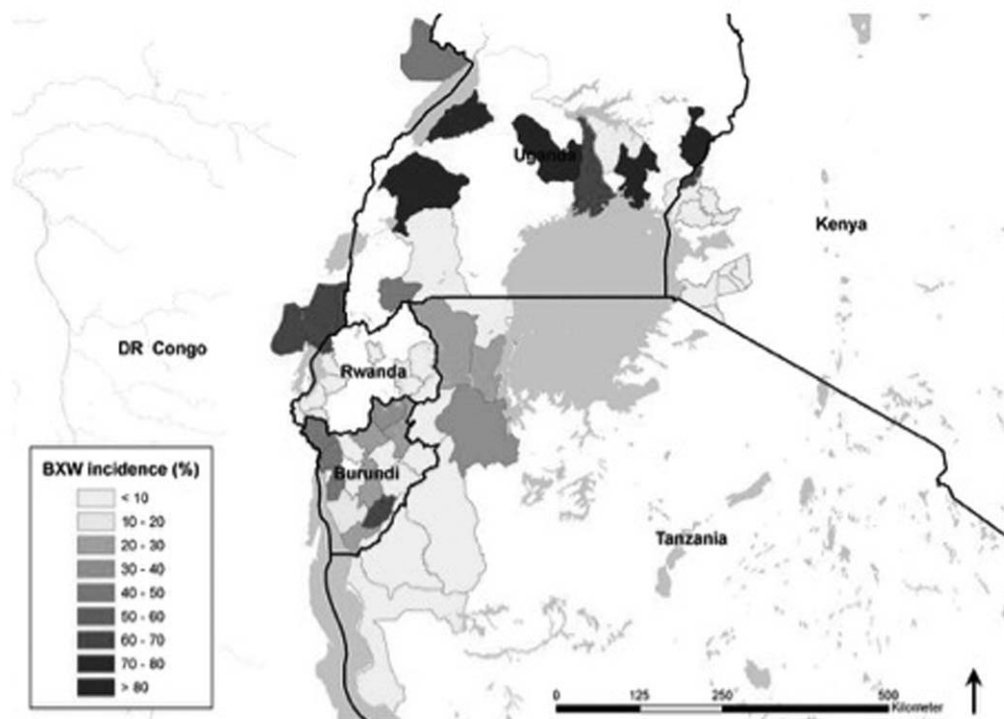 Uganda
Kenya
DR Congo
Rwanda
BXW incidence (%)
< 10
10 - 20
20 - 30
30 - 40
40 - 50
50 - 60
60 - 70
70 - 80
> 80
Burundi
Tanzania
0 125 250 500
Kilometer